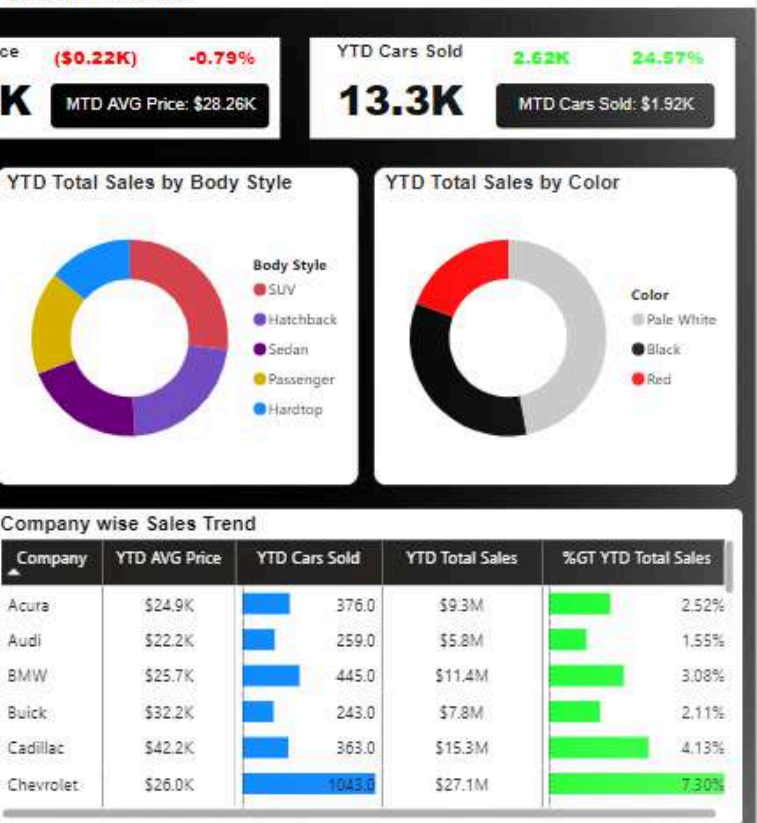 ce ($0.22K) -0.79%
K MTD AVG Price: $28.26K
YTD Cars Sold 2.62K 24.57%
13.3K MTD Cars Sold: $1.92K
YTD Total Sales by Body Style
Body Style
SUV
Hatchback
Sedan
Passenger
Hardtop
YTD Total Sales by Color
Color
Pale White
Black
Red
Company wise Sales Trend
Company YTD AVG Price YTD Cars Sold YTD Total Sales %GT YTD Total Sales
Acura $24.9K 376.0 $9.3M 2.52%
Audi $22.2K 259.0 $5.8M 1.55%
BMW $25.7K 445.0 $11.4M 3.08%
Buick $32.2K 243.0 $7.8M 2.11%
Cadillac $42.2K 363.0 $15.3M 4.13%
Chevrolet $26.0K 1043.0 $27.1M 7.30%